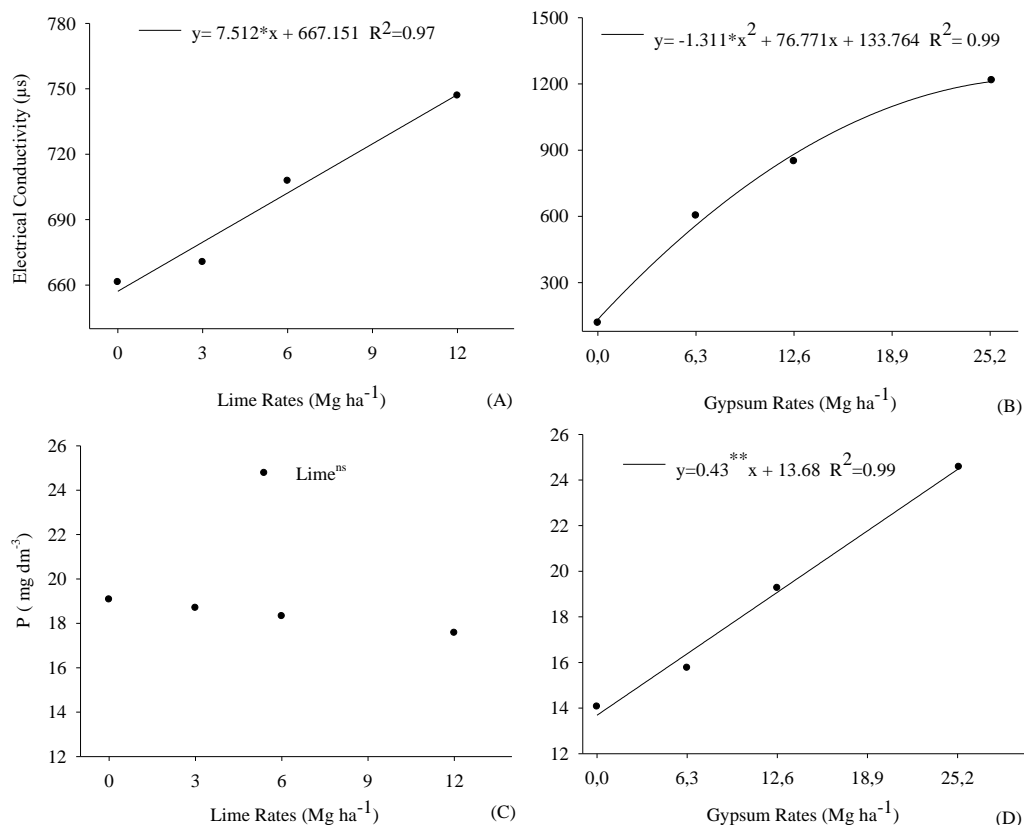 y= 7.512*x + 667.151 R²=0.97
780
750
720
690
660
Electrical Conductivity (µs)
0 3 6 9 12
Lime Rates (Mg ha⁻¹)
(A)
y= -1.311*x² + 76.771x + 133.764 R²= 0.99
1500
1200
900
600
300
0,0 6,3 12,6 18,9 25,2
Gypsum Rates (Mg ha⁻¹)
(B)
Limeⁿˢ
26
24
22
20
18
16
14
12
P ( mg dm⁻³)
0 3 6 9 12
Lime Rates (Mg ha⁻¹)
(C)
y=0.43**x + 13.68 R²=0.99
26
24
22
20
18
16
14
12
0,0 6,3 12,6 18,9 25,2
Gypsum Rates (Mg ha⁻¹)
(D)